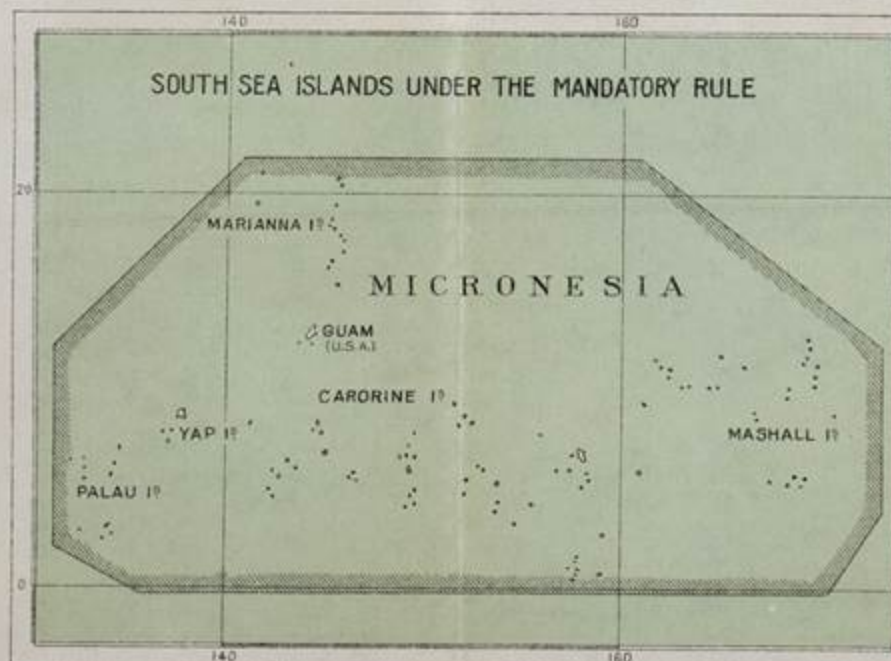 140 160
SOUTH SEA ISLANDS UNDER THE MANDATORY RULE
20
MARIANNA Iˢ
MICRONESIA
GUAM
(U.S.A.)
CARORINE Iˢ
YAP Iˢ
MASHALL Iˢ
PALAU Iˢ
0
140 160